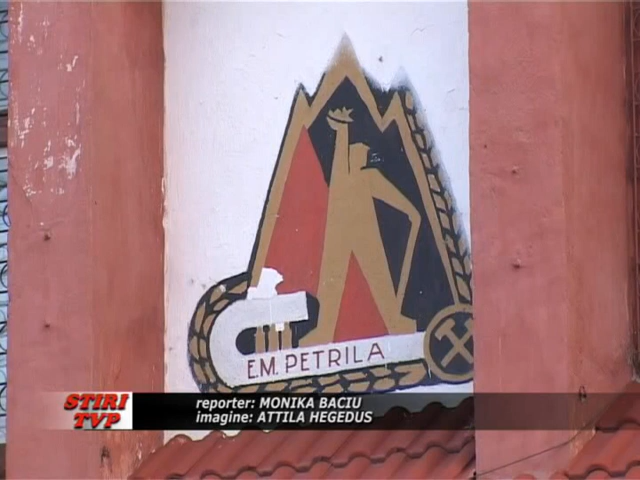 E.M. PETRILA
STIRI
TVP
reporter: MONIKA BACIU
imagine: ATTILA HEGEDUS